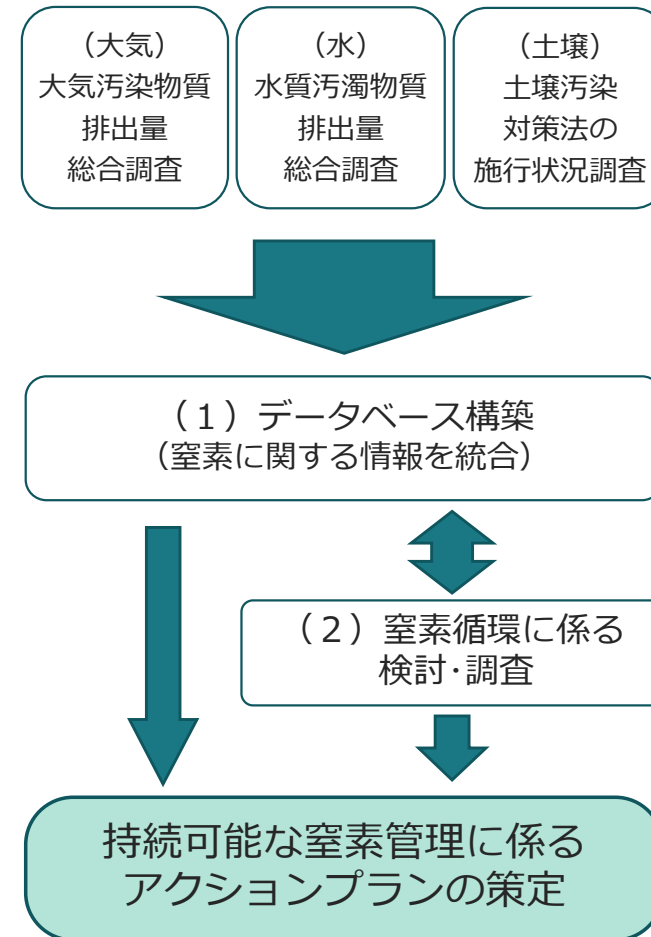 （大気）
大気汚染物質
排出量
総合調査
（水）
水質汚濁物質
排出量
総合調査
（土壌）
土壌汚染
対策法の
施行状況調査
（１）データベース構築
（窒素に関する情報を統合）
（２）窒素循環に係る
検討・調査
持続可能な窒素管理に係る
アクションプランの策定